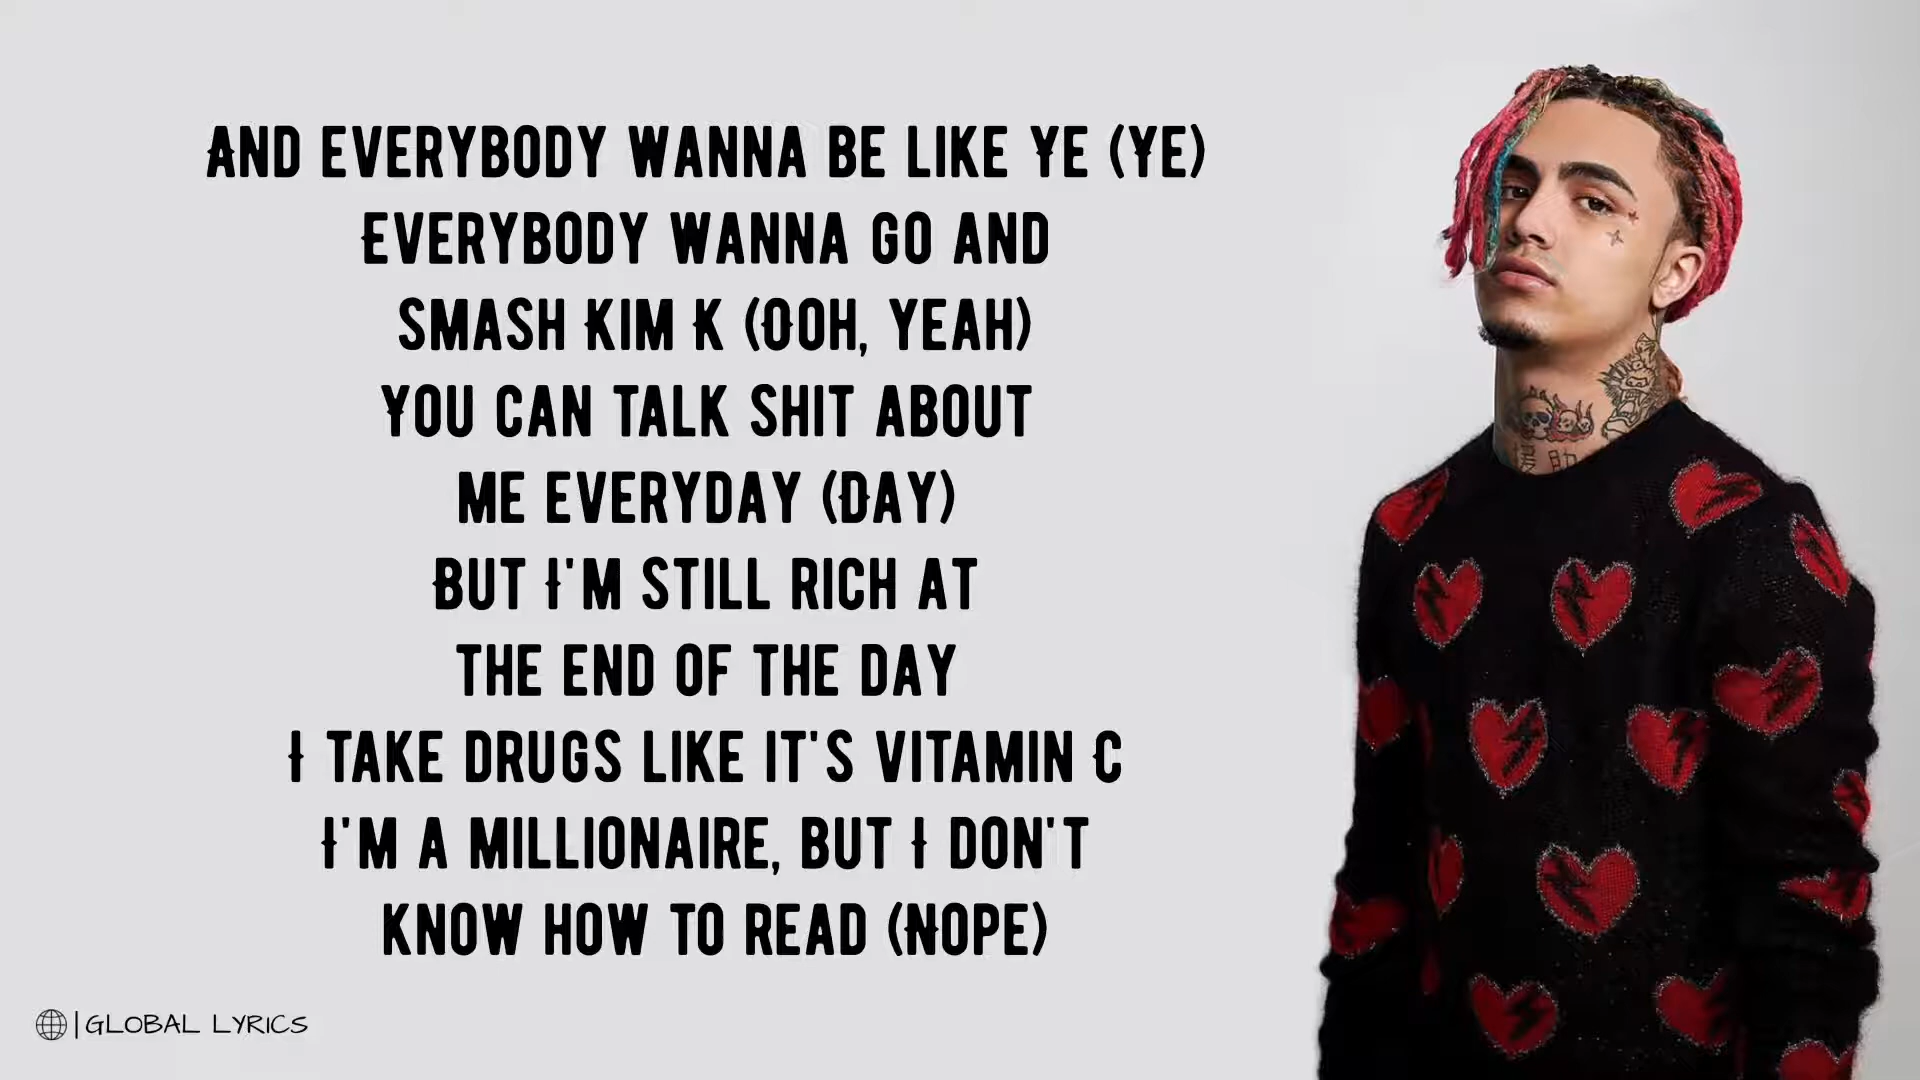 AND EVERYBODY WANNA BE LIKE YE (YE)
EVERYBODY WANNA GO AND
SMASH KIM K (OOH, YEAH)
YOU CAN TALK SHIT ABOUT
ME EVERYDAY (DAY)
BUT I'M STILL RICH AT
THE END OF THE DAY
I TAKE DRUGS LIKE IT'S VITAMIN C
I'M A MILLIONAIRE, BUT I DON'T
KNOW HOW TO READ (NOPE)
|GLOBAL LYRICS